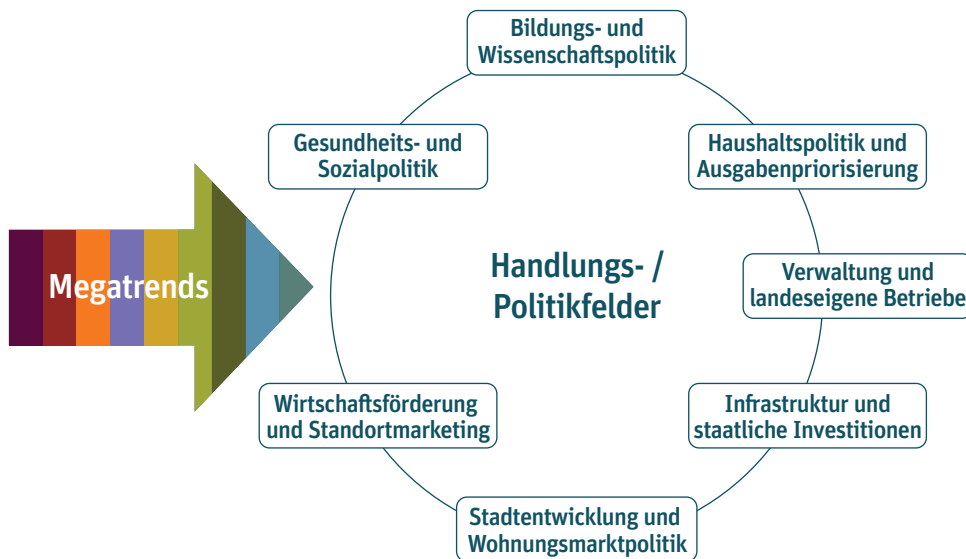 Bildungs- und
Wissenschaftspolitik
Gesundheits- und
Sozialpolitik
Haushaltspolitik und
Ausgabenpriorisierung
Megatrends
Handlungs- /
Politikfelder
Verwaltung und
landeseigene Betriebe
Wirtschaftsförderung
und Standortmarketing
Infrastruktur und
staatliche Investitionen
Stadtentwicklung und
Wohnungsmarktpolitik